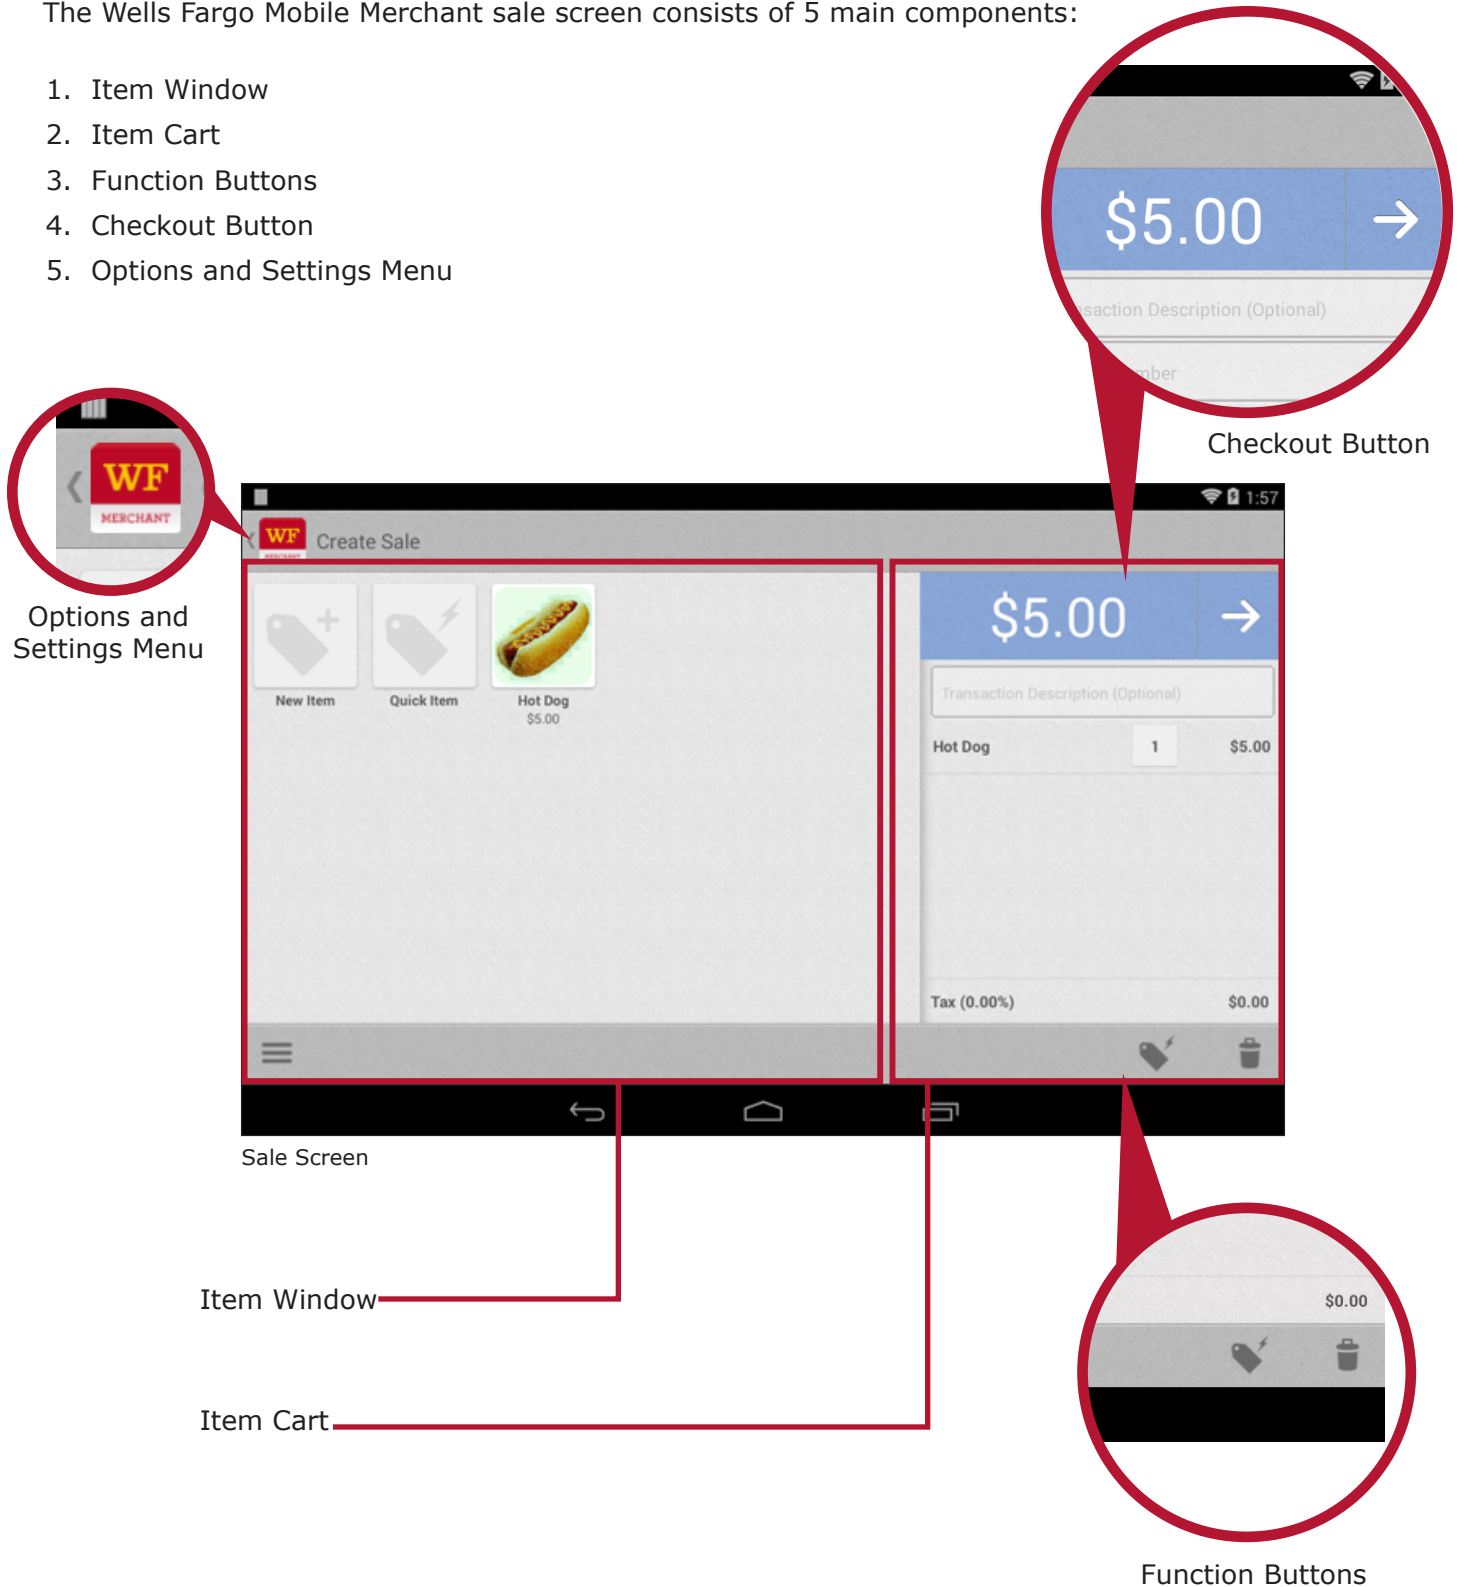 The Wells Fargo Mobile Merchant sale screen consists of 5 main components:
1. Item Window
2. Item Cart
3. Function Buttons
4. Checkout Button
5. Options and Settings Menu
$5.00
Transaction Description (Optional)
Checkout Button
WF
MERCHANT
Options and
Settings Menu
1:57
WF
MERCHANT
Create Sale
New Item
Quick Item
Hot Dog
$5.00
$5.00
Transaction Description (Optional)
Hot Dog 1 $5.00
Tax (0.00%) $0.00
Sale Screen
Item Window
Item Cart
$0.00
Function Buttons